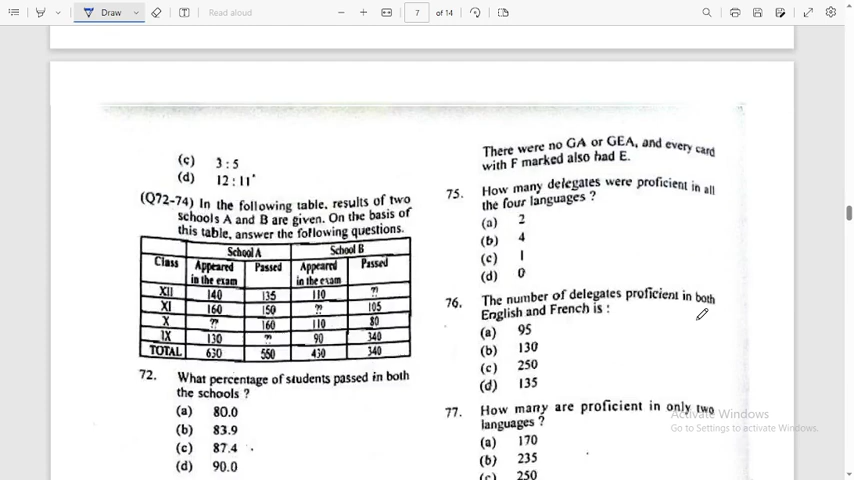 Draw
Read aloud
7
of 14
(c) 3 : 5
(d) 12 : 11
(Q72-74) In the following table, results of two
schools A and B are given. On the basis of
this table, answer the following questions.
Class School A School B
Appeared in the exam Passed Appeared in the exam Passed
XII 140 135 110 ??
XI 160 150 ?? 105
X ?? 160 110 80
IX 130 ?? 90 340
TOTAL 630 550 430 340
72. What percentage of students passed in both
the schools ?
(a) 80.0
(b) 83.9
(c) 87.4
(d) 90.0
There were no GA or GEA, and every card
with F marked also had E.
75. How many delegates were proficient in all
the four languages ?
(a) 2
(b) 4
(c) 1
(d) 0
76. The number of delegates proficient in both
English and French is :
(a) 95
(b) 130
(c) 250
(d) 135
77. How many are proficient in only two
languages ?
(a) 170
(b) 235
(c) 250
Activate Windows
Go to Settings to activate Windows.